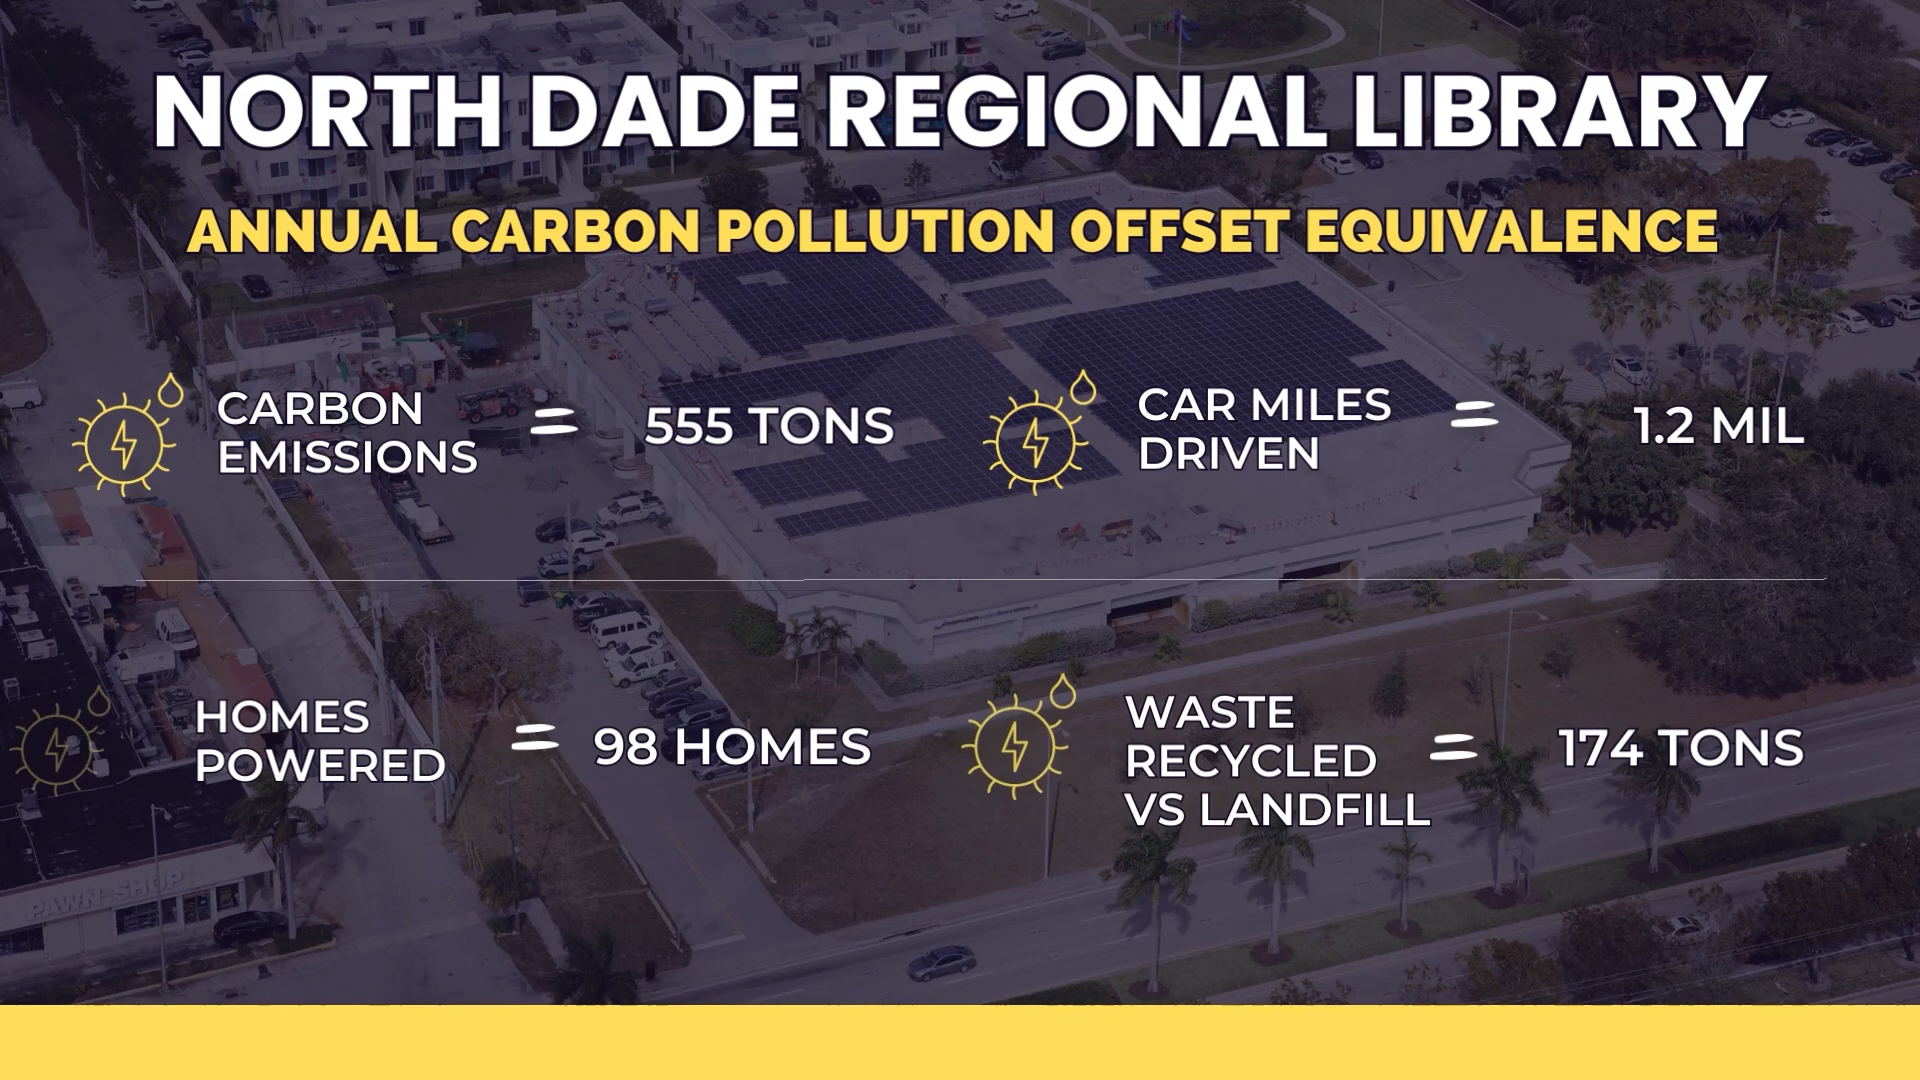 NORTH DADE REGIONAL LIBRARY
ANNUAL CARBON POLLUTION OFFSET EQUIVALENCE
CARBON
EMISSIONS
=
555 TONS
CAR MILES
DRIVEN
=
1.2 MIL
HOMES
POWERED
=
98 HOMES
WASTE
RECYCLED
VS LANDFILL
=
174 TONS
PAWN SHOP